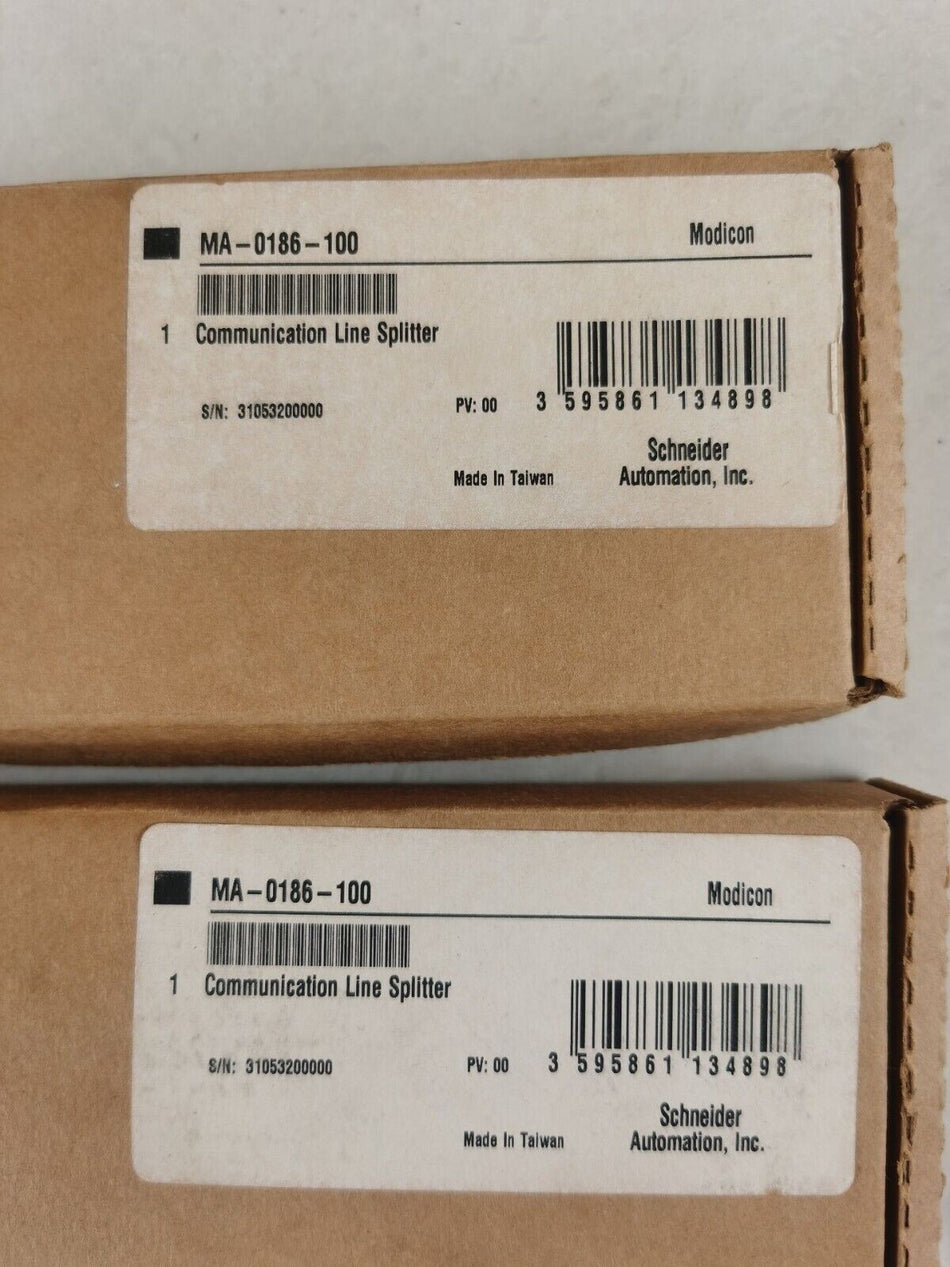 MA-0186-100 Modicon
1 Communication Line Splitter
S/N: 31053200000 PV: 00 3 595861 134898
Schneider
Made In Taiwan Automation, Inc.
MA-0186-100 Modicon
1 Communication Line Splitter
S/N: 31053200000 PV: 00 3 595861 134898
Schneider
Made In Taiwan Automation, Inc.